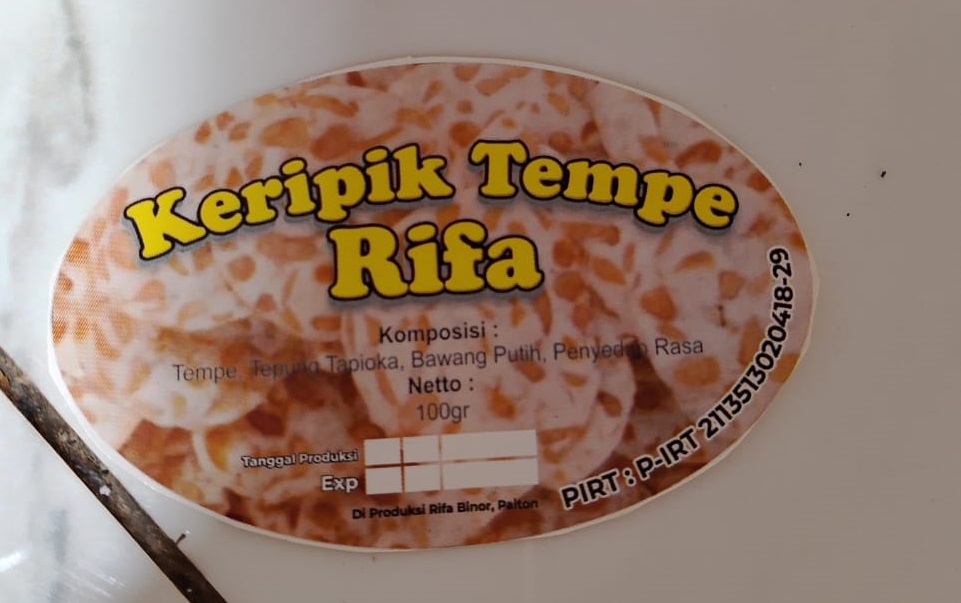 Keripik Tempe
Rifa
Komposisi :
Tempe, Tepung Tapioka, Bawang Putih, Penyedap Rasa
Netto :
100gr
Tanggal Produksi
Exp
Di Produksi Rifa Binor, Paiton
PIRT : P-IRT 2113513020418-29